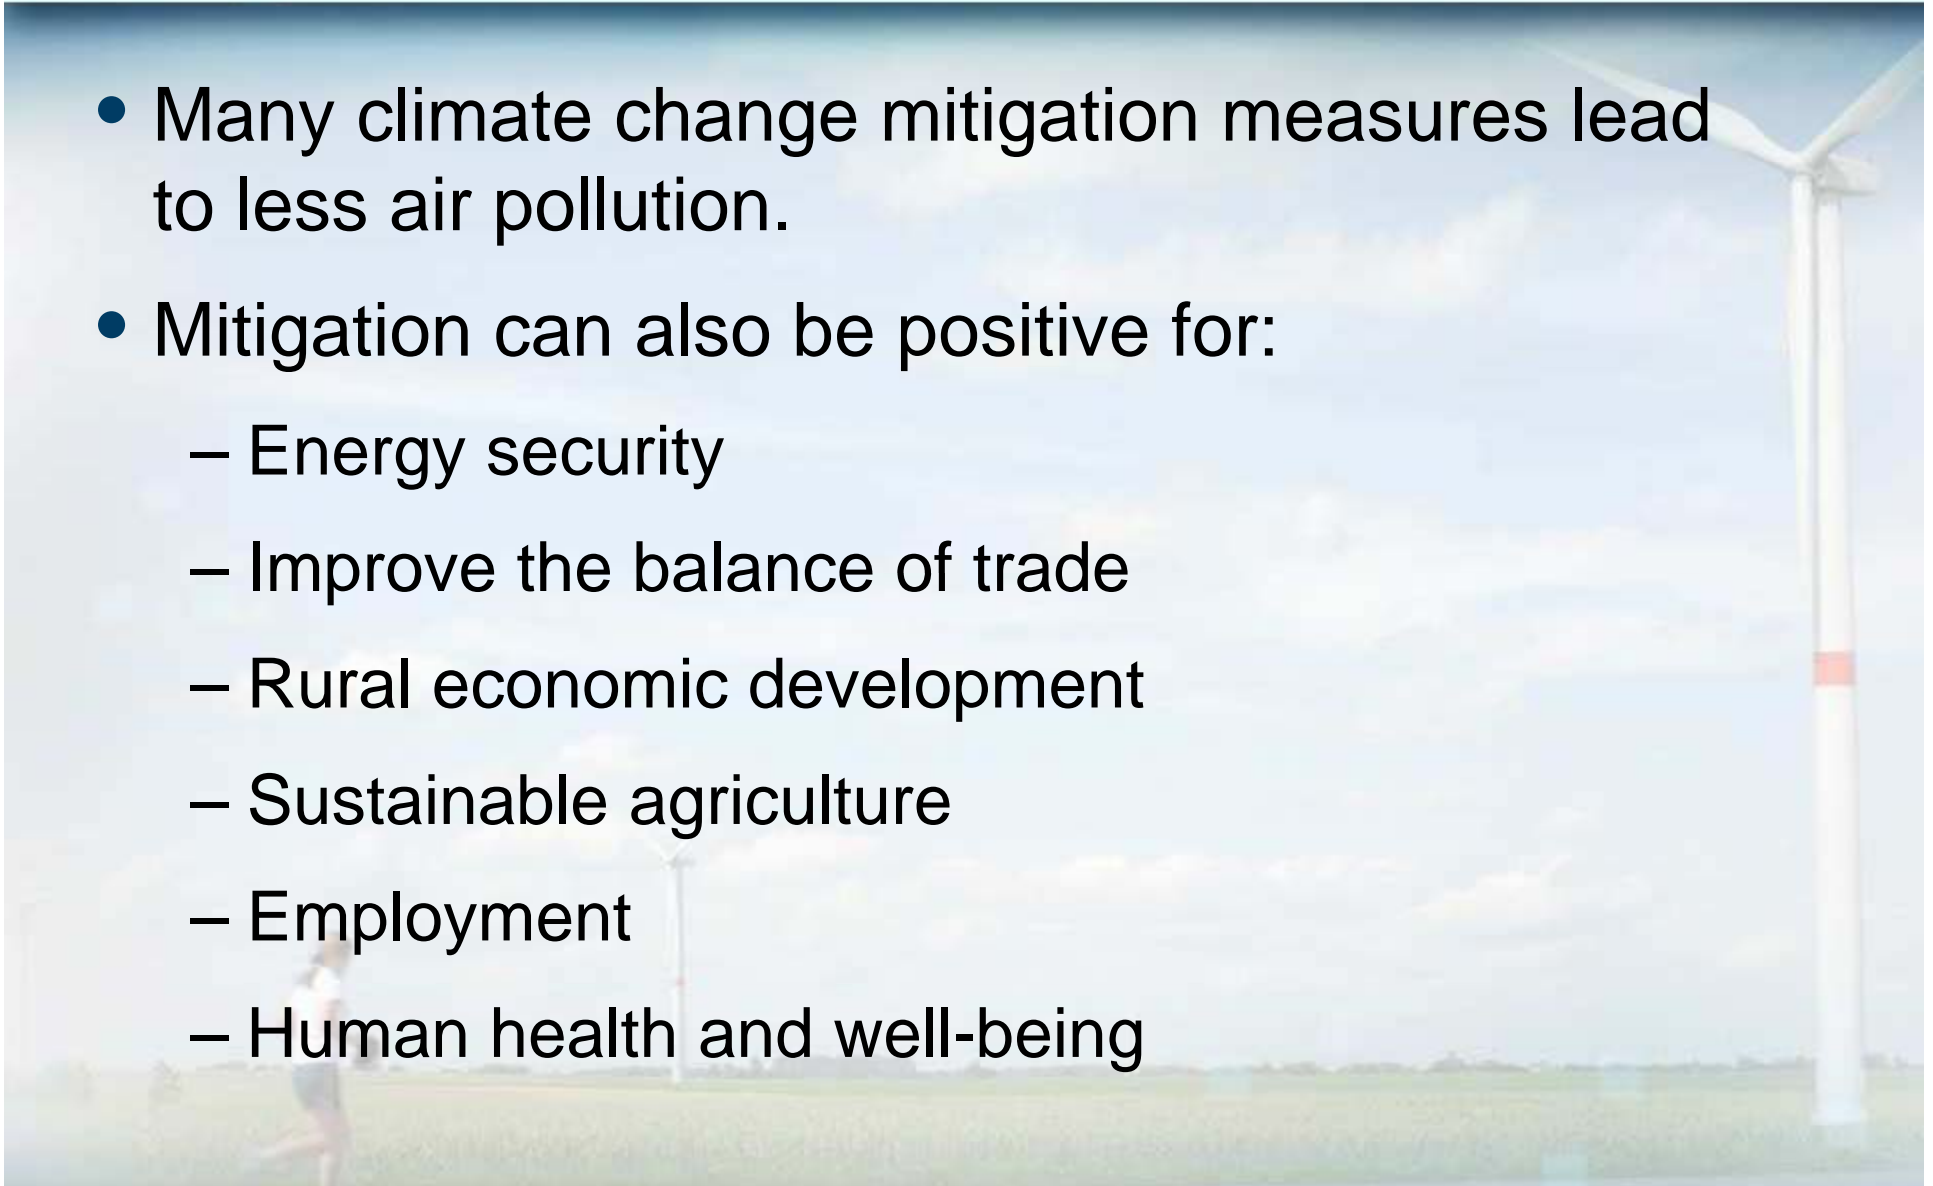 • Many climate change mitigation measures lead
to less air pollution.
• Mitigation can also be positive for:
– Energy security
– Improve the balance of trade
– Rural economic development
– Sustainable agriculture
– Employment
– Human health and well-being